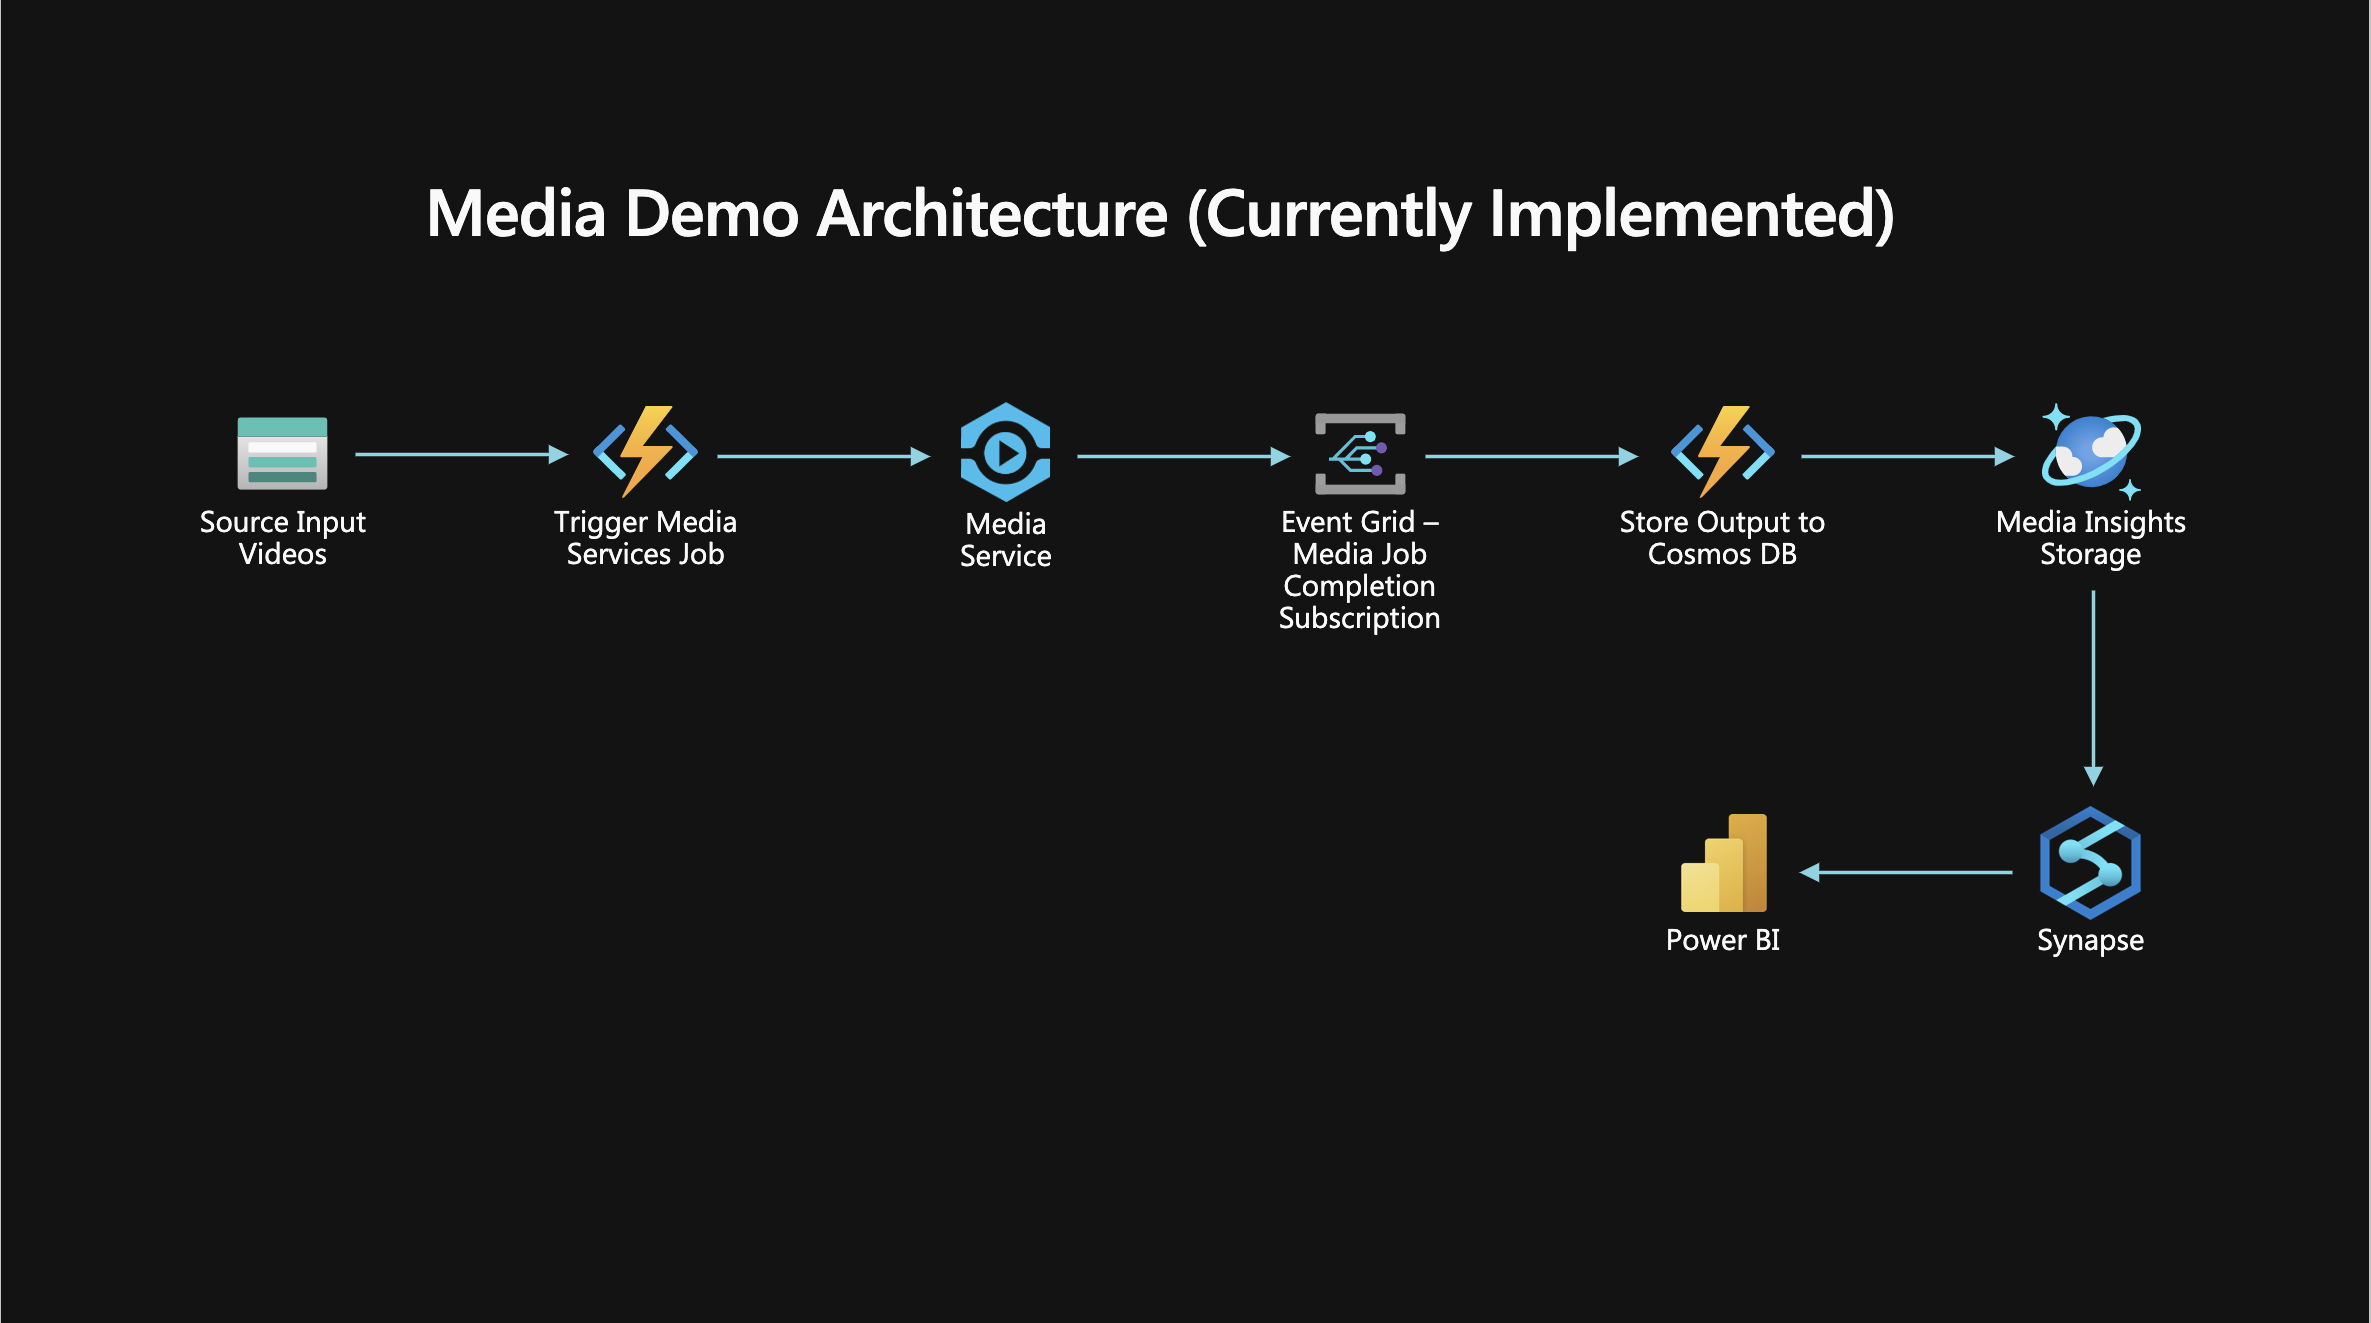 Media Demo Architecture (Currently Implemented)
Source Input
Videos
Trigger Media
Services Job
Media
Service
Event Grid –
Media Job
Completion
Subscription
Store Output to
Cosmos DB
Media Insights
Storage
Power BI
Synapse